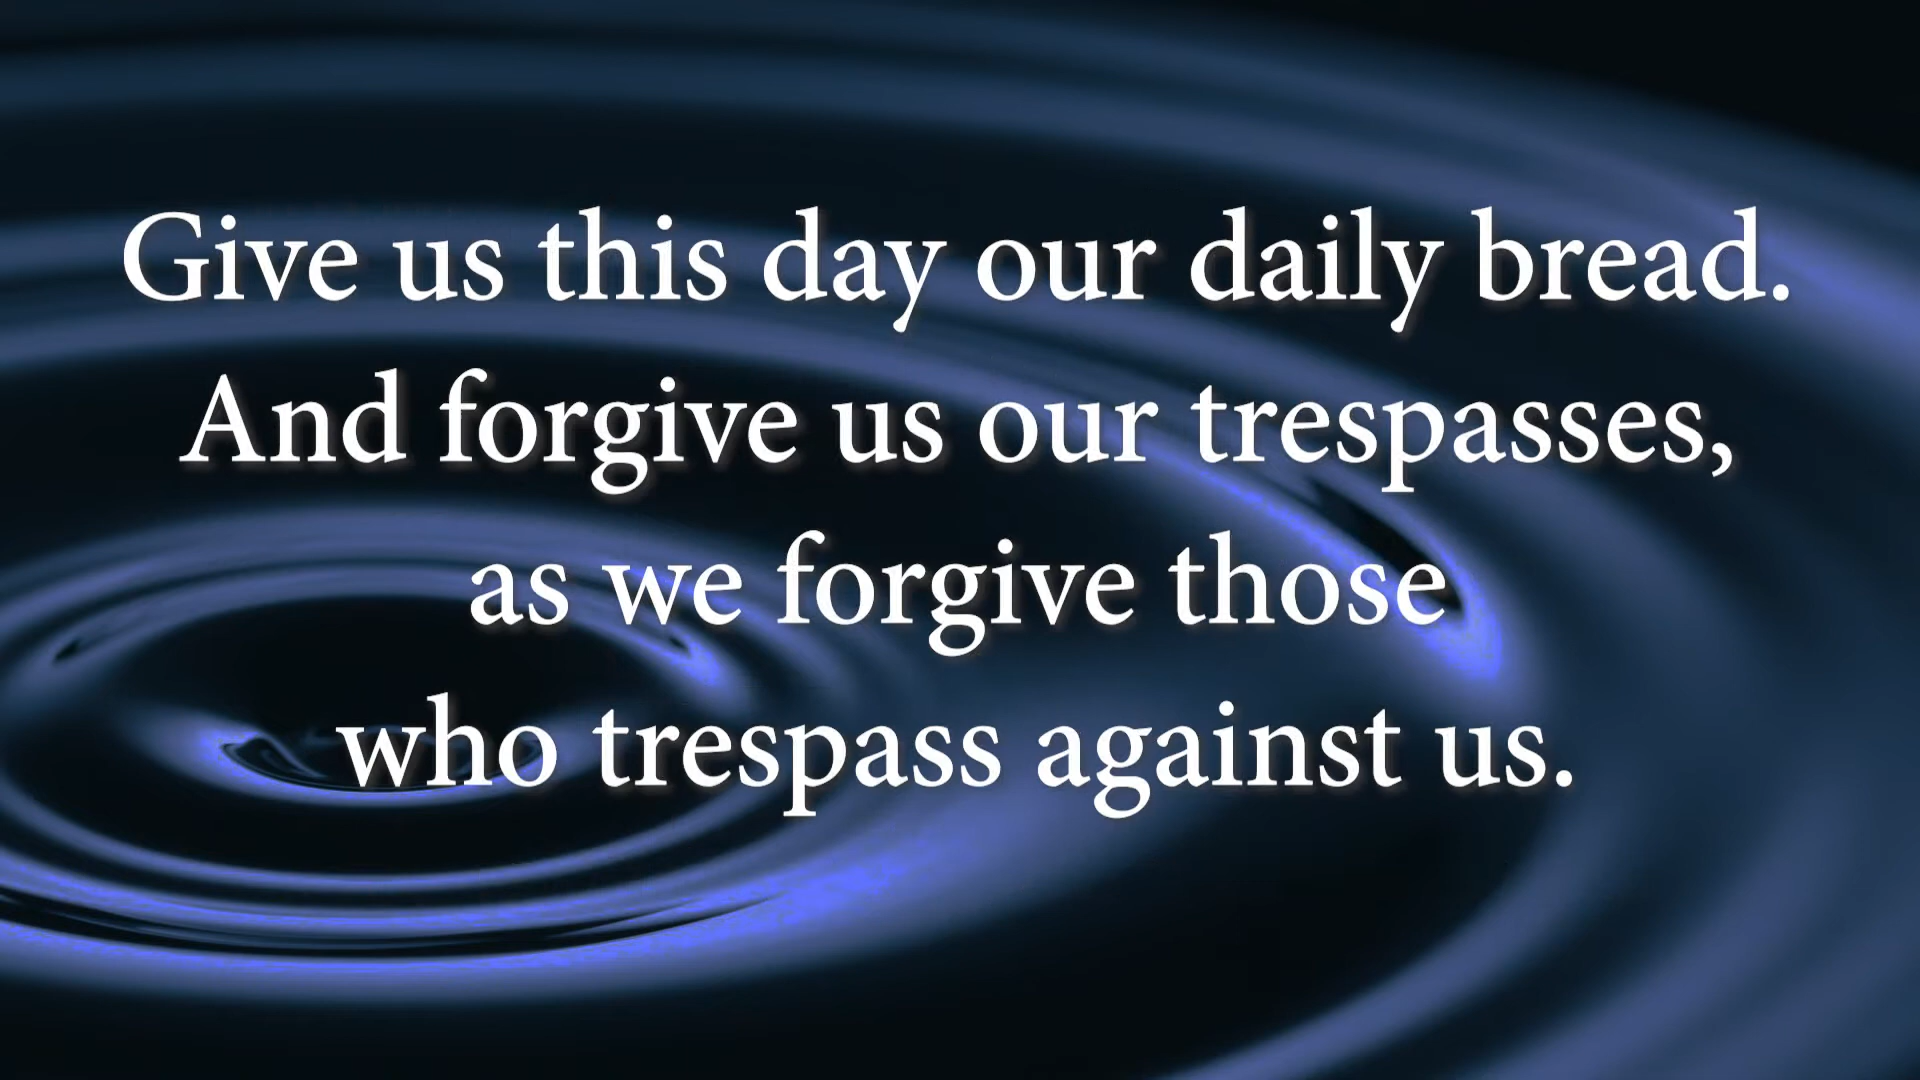 Give us this day our daily bread.
And forgive us our trespasses,
as we forgive those
who trespass against us.